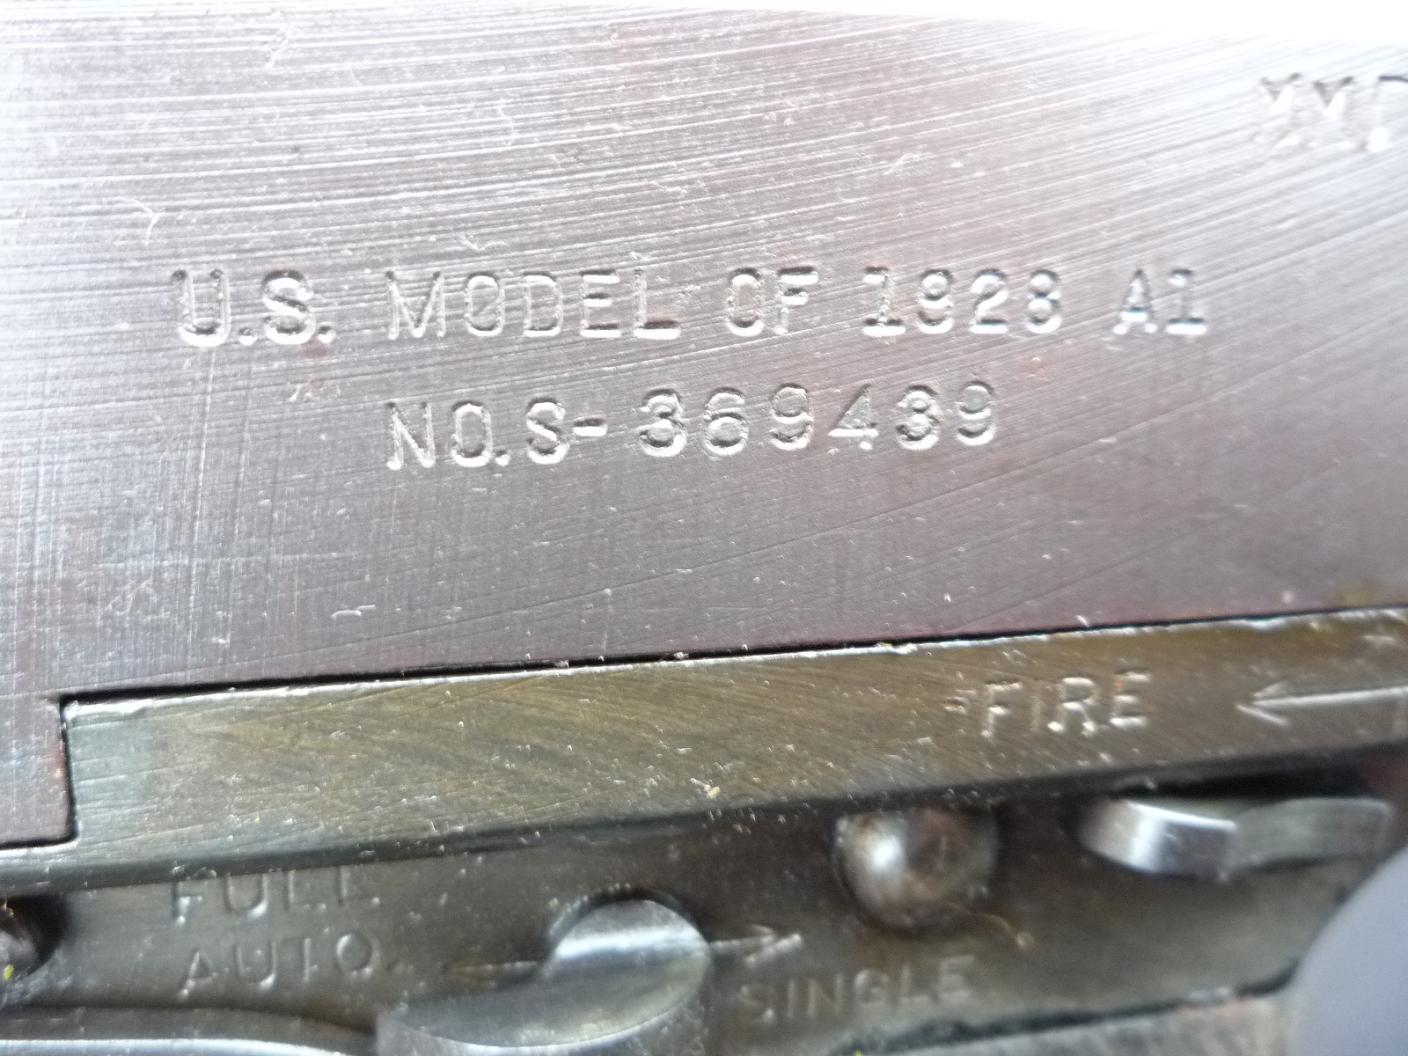 U.S. MODEL OF 1928 A1
NO. S-369439
FIRE
FULL
AUTO.
SINGLE